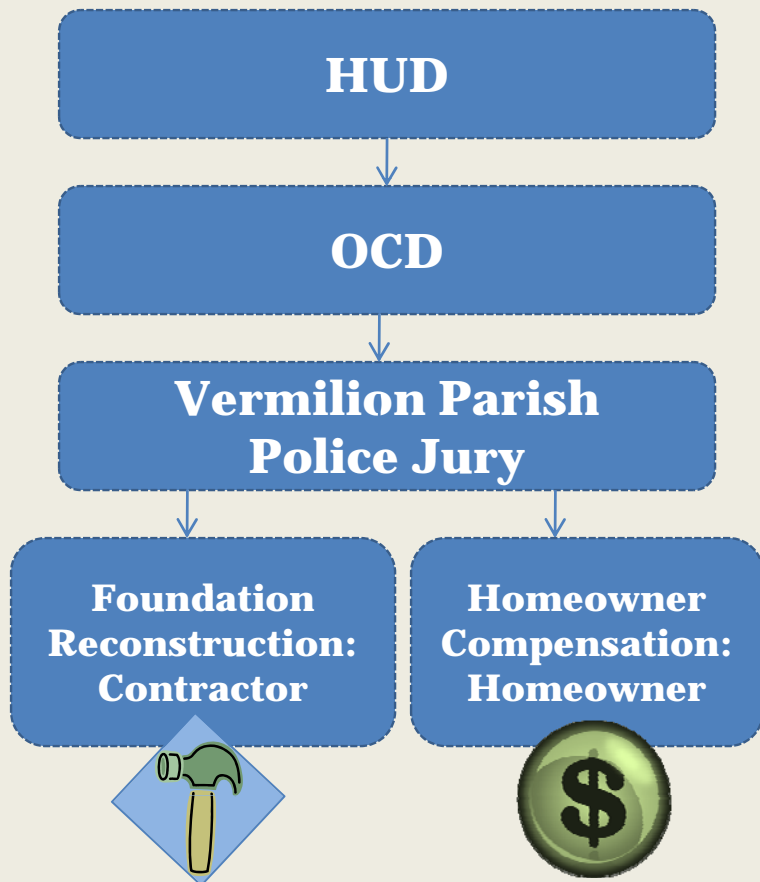 HUD
OCD
Vermilion Parish
Police Jury
Foundation
Reconstruction:
Contractor
Homeowner
Compensation:
Homeowner
$